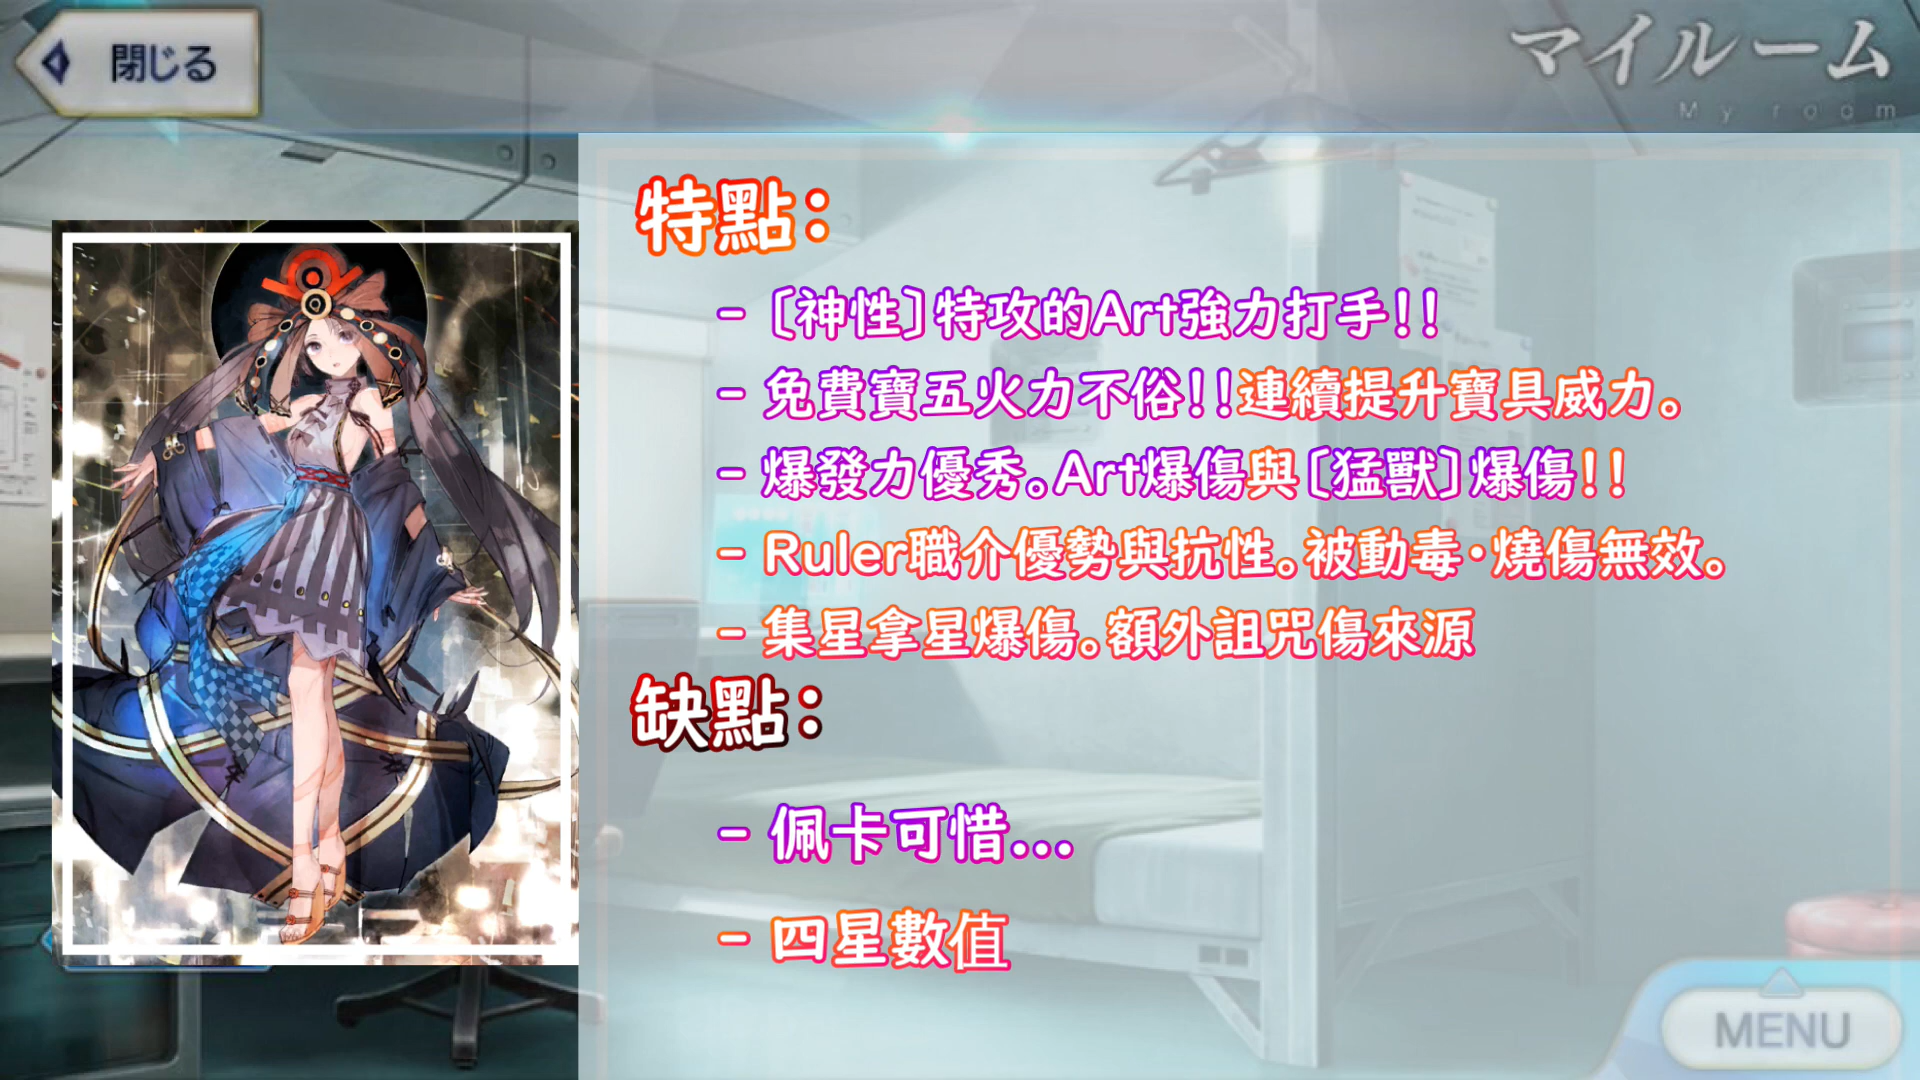 閉じる
マイルーム
My room
特點:
- 〔神性〕特攻的Art強力打手!!
- 免費寶五火力不俗!!連續提升寶具威力。
- 爆發力優秀。Art爆傷與〔猛獸〕爆傷!!
- Ruler職介優勢與抗性。被動毒·燒傷無效。
- 集星拿星爆傷。額外詛咒傷來源
缺點:
- 佩卡可惜...
- 四星數值
MENU